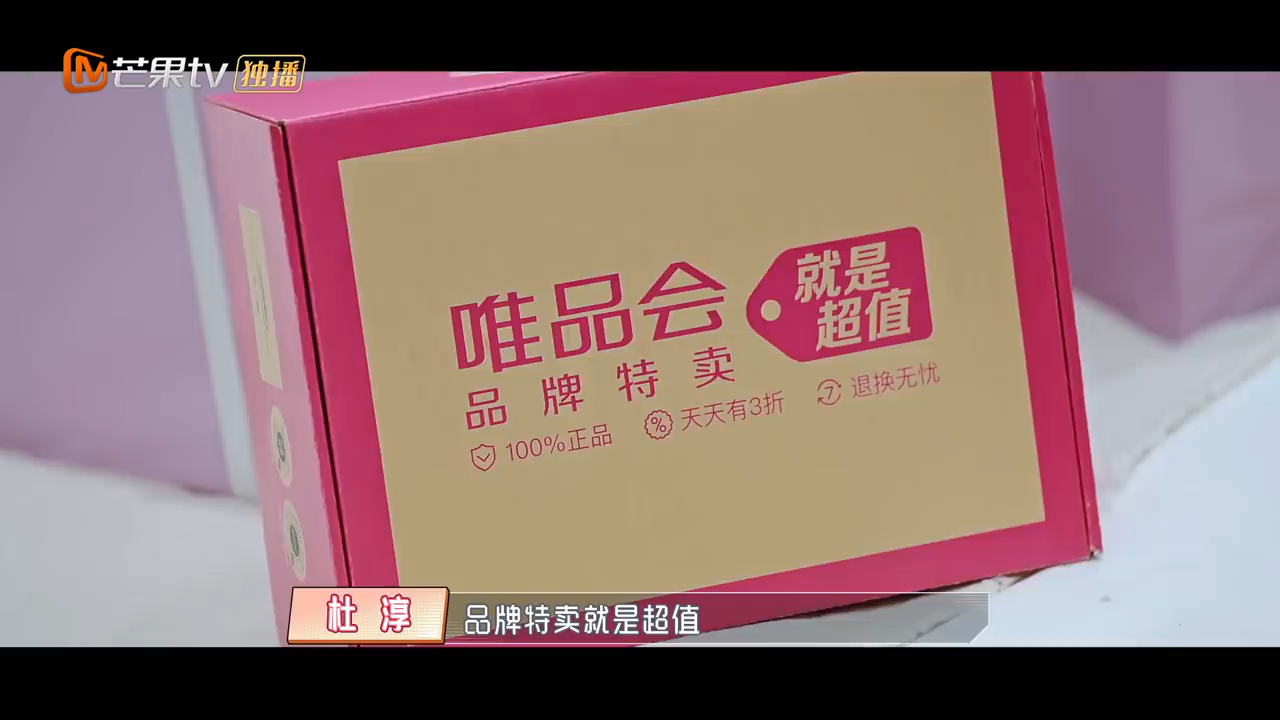 芒果tv 独播
唯品会
就是
超值
品牌特卖
100%正品 天天有3折 7 退换无忧
杜淳 品牌特卖就是超值